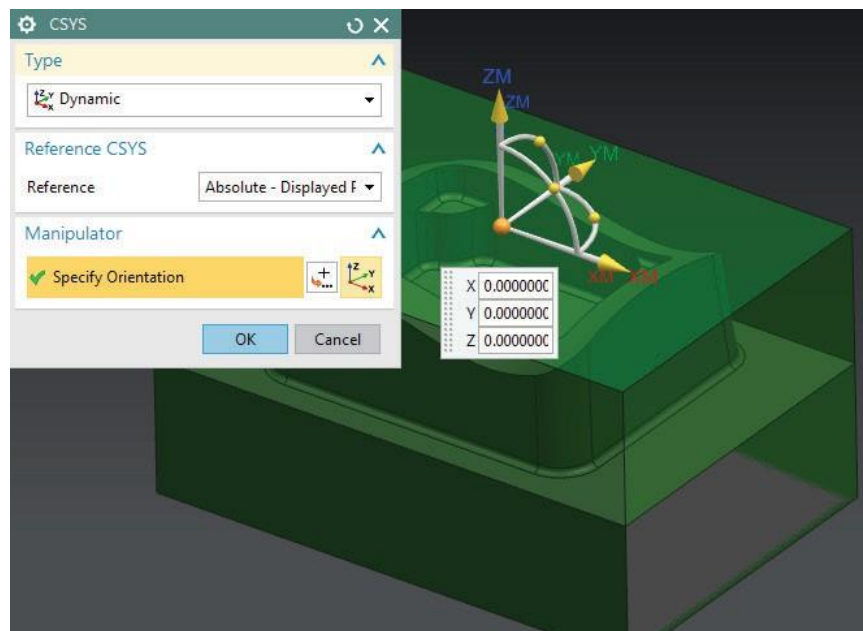 CSYS
Type
Dynamic
Reference CSYS
Reference Absolute - Displayed F
Manipulator
Specify Orientation
OK Cancel
ZM
ZM
YM YM
XM XM
X 0.0000000
Y 0.0000000
Z 0.0000000